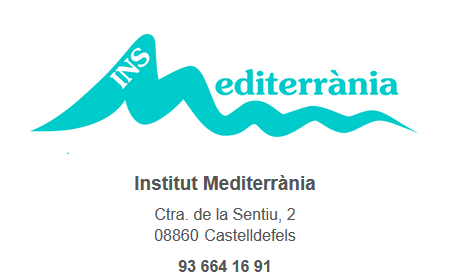 INS
Mediterrània
Institut Mediterrània
Ctra. de la Sentiu, 2
08860 Castelldefels
93 664 16 91